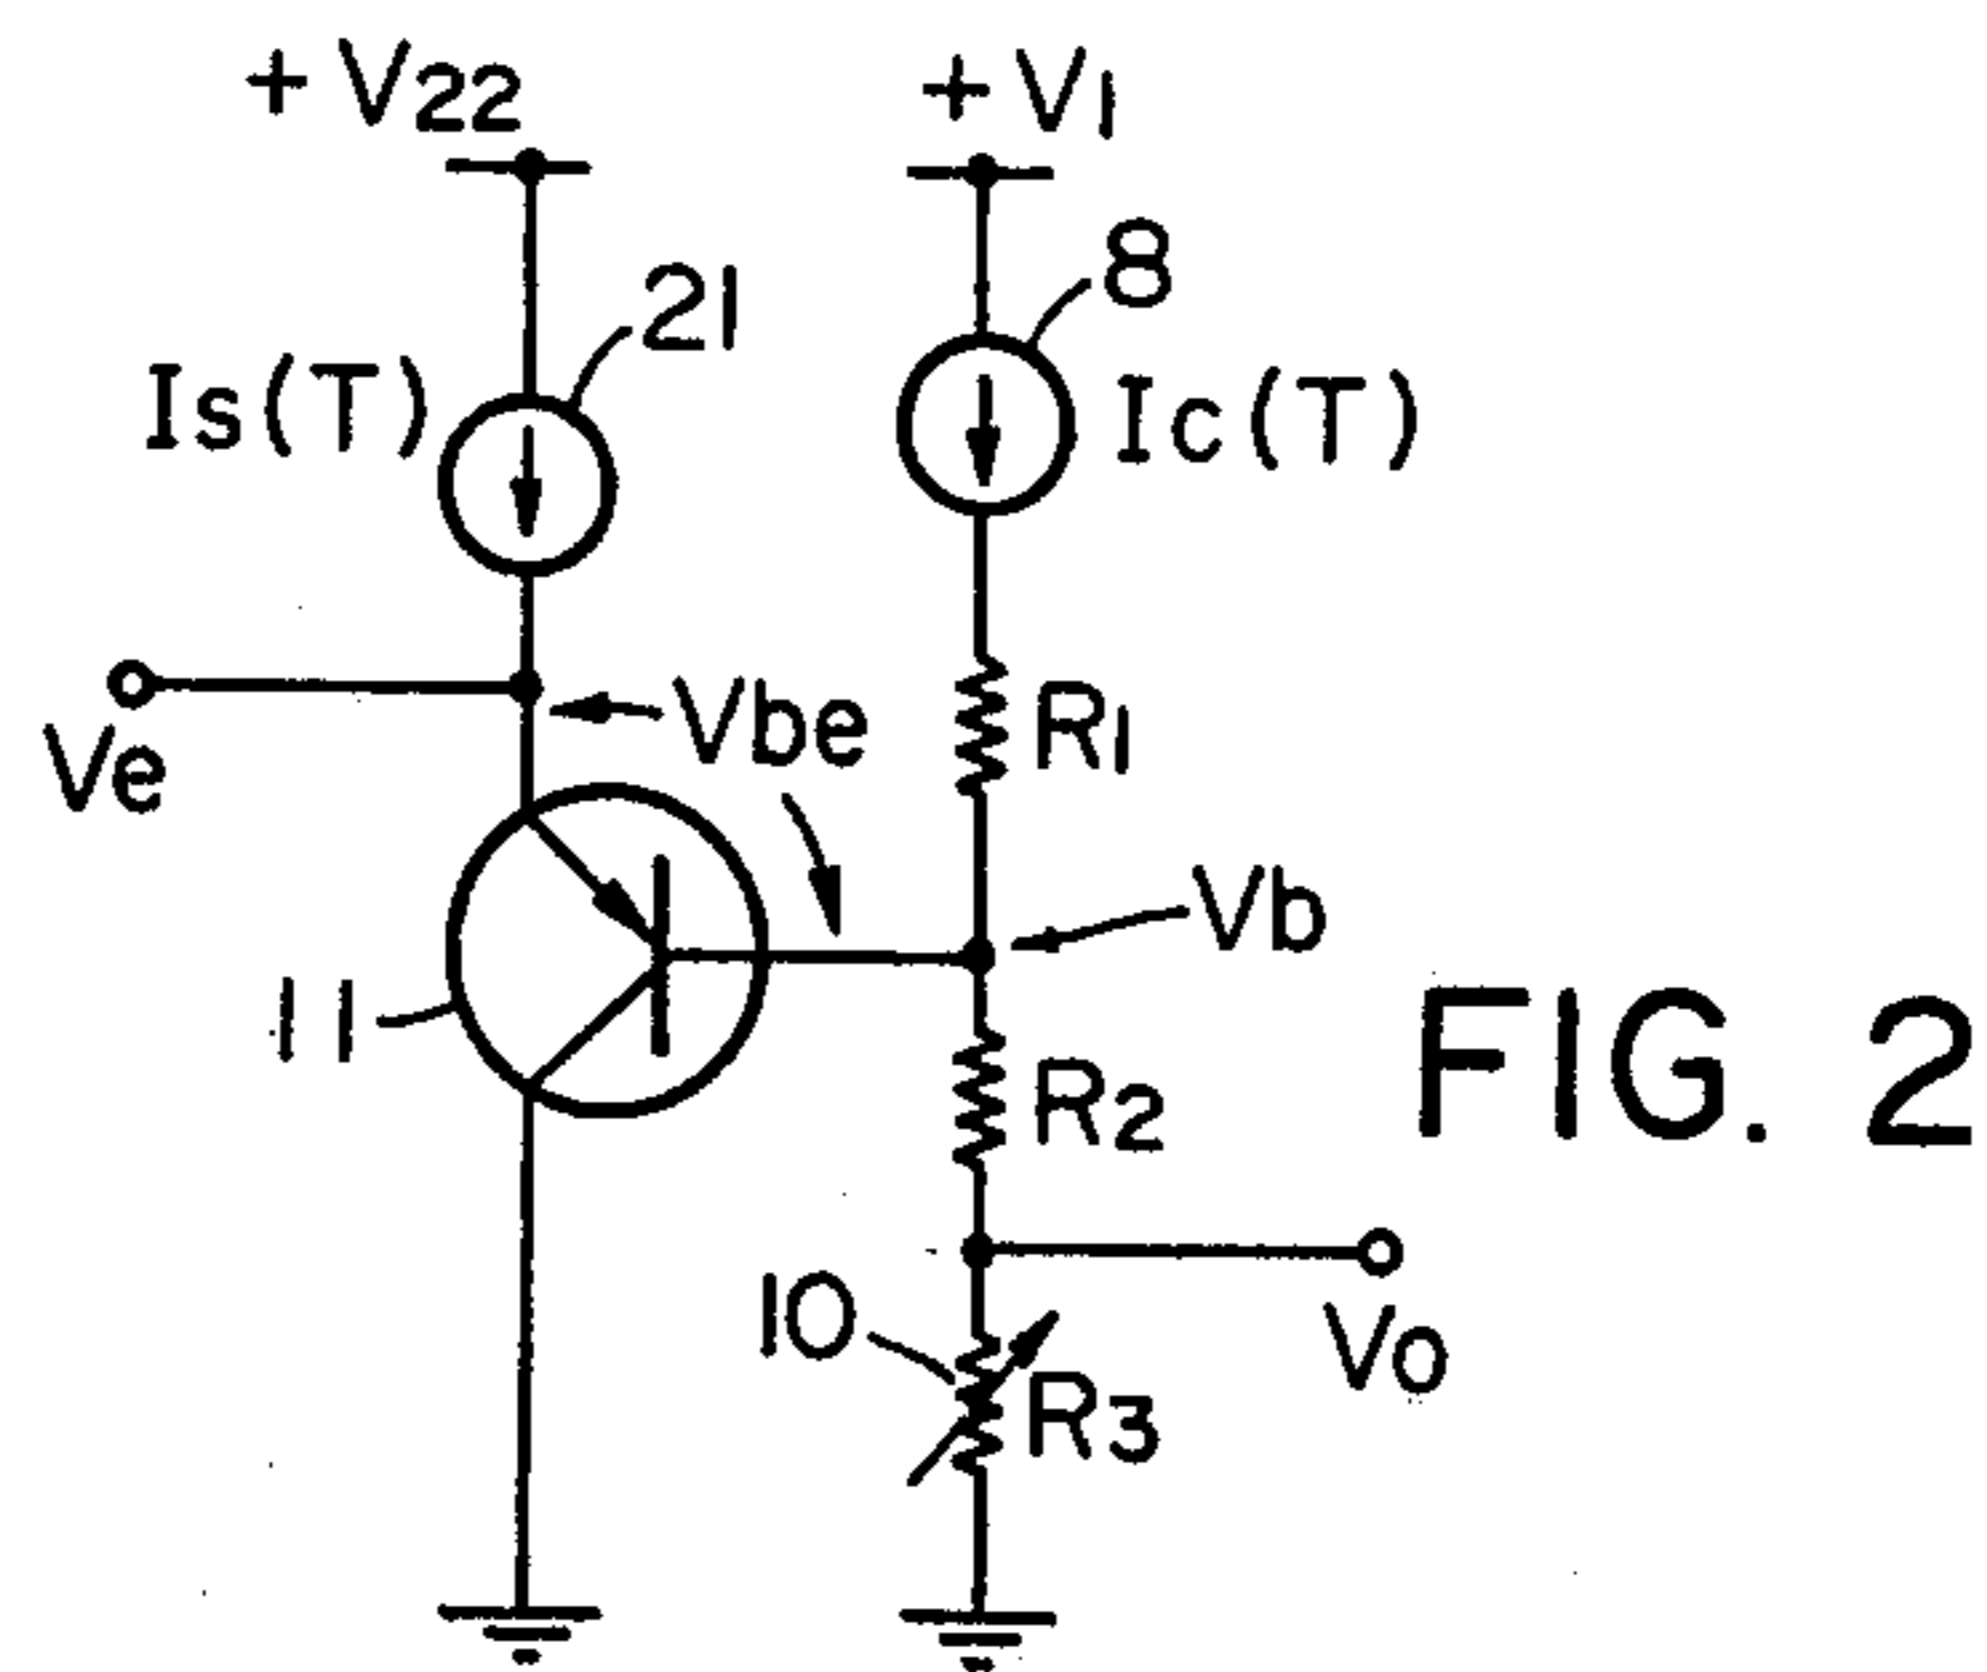 + V22
+ V1
21
8
Is(T)
Ic(T)
Ve
Vbe
R1
Vb
11
R2
FIG. 2
10
R3
Vo